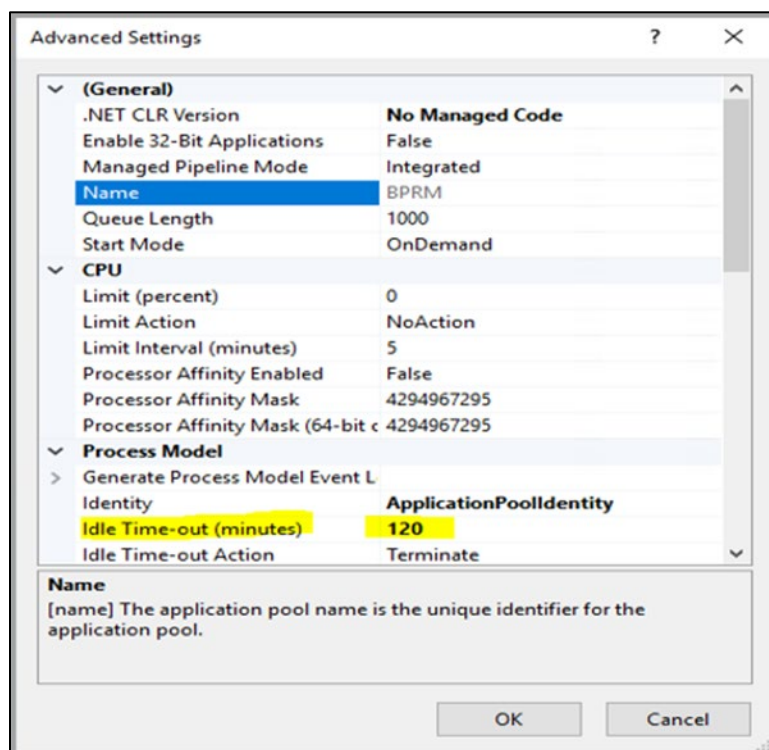 Advanced Settings ? ×
(General)
.NET CLR Version No Managed Code
Enable 32-Bit Applications False
Managed Pipeline Mode Integrated
Name BPRM
Queue Length 1000
Start Mode OnDemand
CPU
Limit (percent) 0
Limit Action NoAction
Limit Interval (minutes) 5
Processor Affinity Enabled False
Processor Affinity Mask 4294967295
Processor Affinity Mask (64-bit c 4294967295
Process Model
Generate Process Model Event L
Identity ApplicationPoolIdentity
Idle Time-out (minutes) 120
Idle Time-out Action Terminate
Name
[name] The application pool name is the unique identifier for the
application pool.
OK Cancel